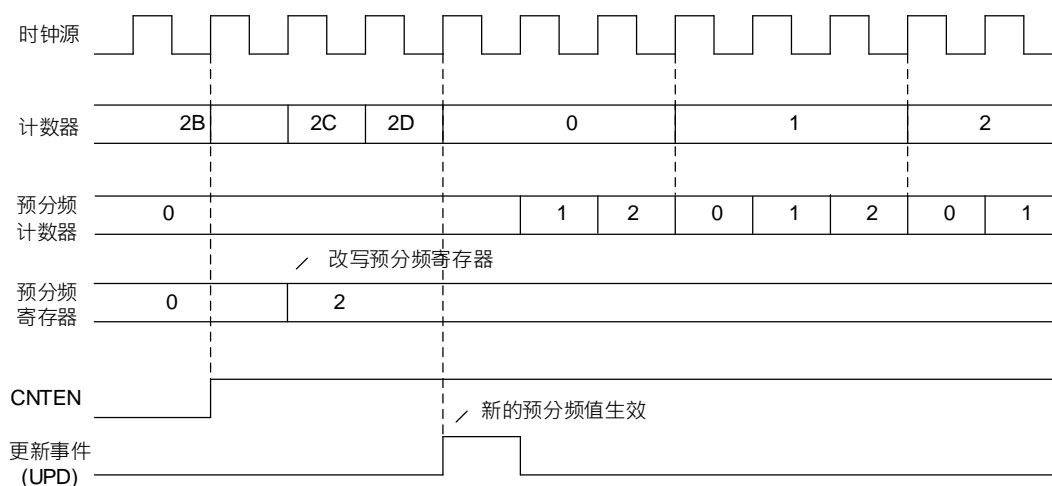 时钟源
计数器
2B
2C
2D
0
1
2
预分频
计数器
0
1
2
0
1
2
0
1
改写预分频寄存器
预分频
寄存器
0
2
CNTEN
新的预分频值生效
更新事件
(UPD)